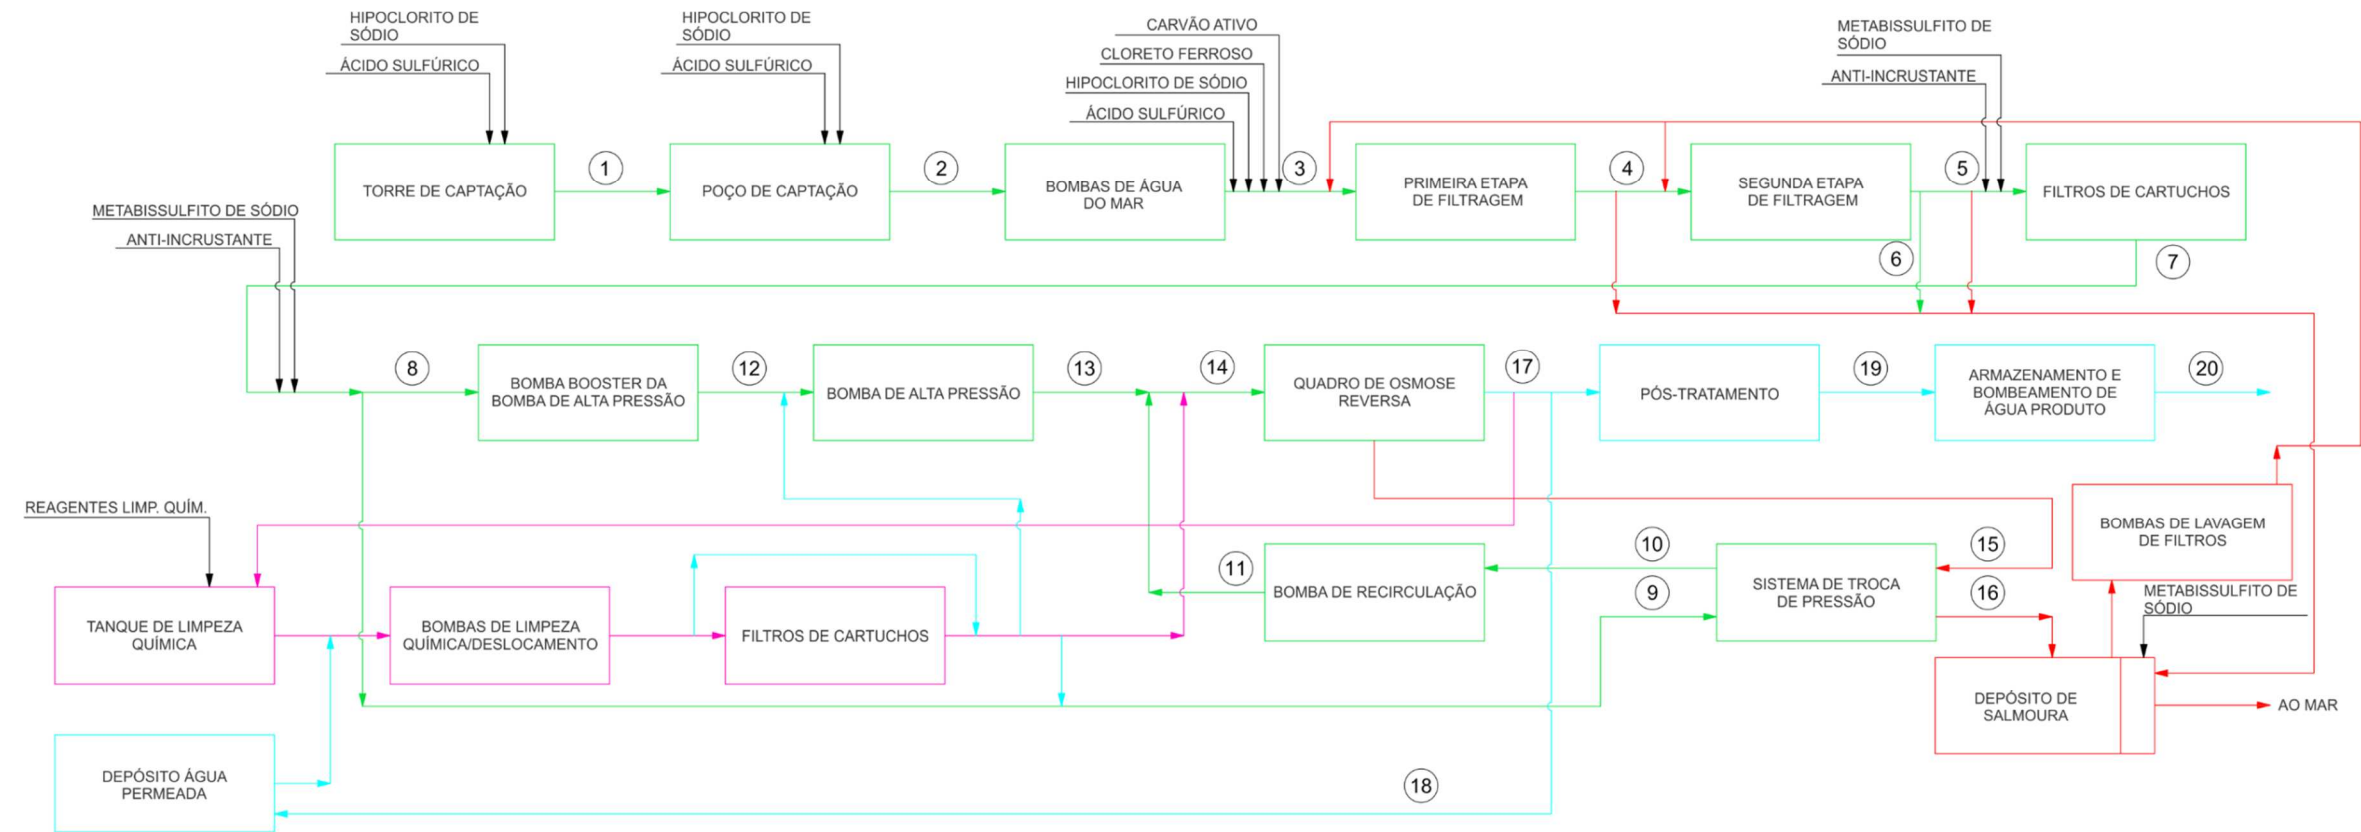 HIPOCLORITO DE
SÓDIO
ÁCIDO SULFÚRICO
HIPOCLORITO DE
SÓDIO
ÁCIDO SULFÚRICO
CARVÃO ATIVO
CLORETO FERROSO
HIPOCLORITO DE SÓDIO
ÁCIDO SULFÚRICO
METABISSULFITO DE
SÓDIO
ANTI-INCRUSTANTE
TORRE DE CAPTAÇÃO
1
POÇO DE CAPTAÇÃO
2
BOMBAS DE ÁGUA
DO MAR
3
PRIMEIRA ETAPA
DE FILTRAGEM
4
SEGUNDA ETAPA
DE FILTRAGEM
5
FILTROS DE CARTUCHOS
6
7
METABISSULFITO DE SÓDIO
ANTI-INCRUSTANTE
8
BOMBA BOOSTER DA
BOMBA DE ALTA PRESSÃO
12
BOMBA DE ALTA PRESSÃO
13
14
QUADRO DE OSMOSE
REVERSA
17
PÓS-TRATAMENTO
19
ARMAZENAMENTO E
BOMBEAMENTO DE
ÁGUA PRODUTO
20
REAGENTES LIMP. QUÍM.
TANQUE DE LIMPEZA
QUÍMICA
BOMBAS DE LIMPEZA
QUÍMICA/DESLOCAMENTO
FILTROS DE CARTUCHOS
11
BOMBA DE RECIRCULAÇÃO
10
9
SISTEMA DE TROCA
DE PRESSÃO
15
16
BOMBAS DE LAVAGEM
DE FILTROS
METABISSULFITO DE
SÓDIO
DEPÓSITO DE
SALMOURA
AO MAR
DEPÓSITO ÁGUA
PERMEADA
18